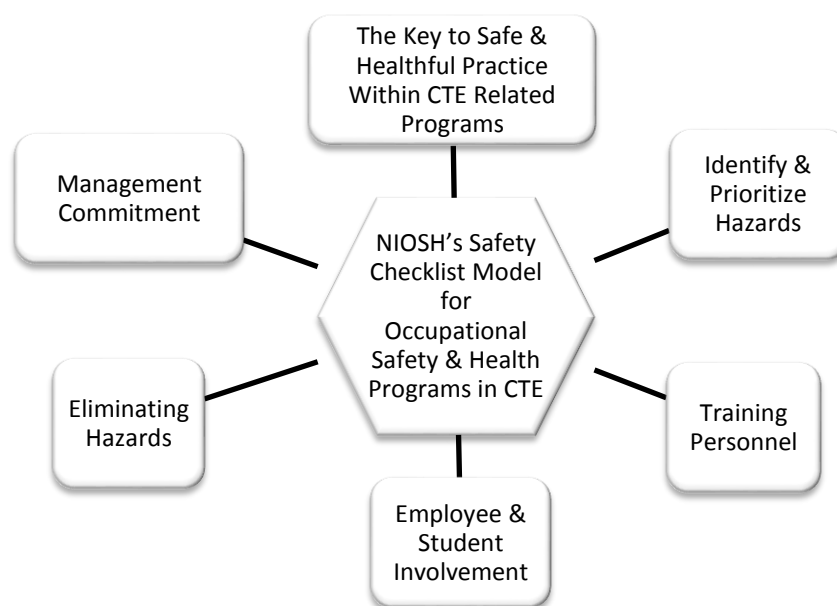 The Key to Safe &
Healthful Practice
Within CTE Related
Programs
Management
Commitment
Identify &
Prioritize
Hazards
NIOSH’s Safety
Checklist Model
for
Occupational
Safety & Health
Programs in CTE
Eliminating
Hazards
Training
Personnel
Employee &
Student
Involvement